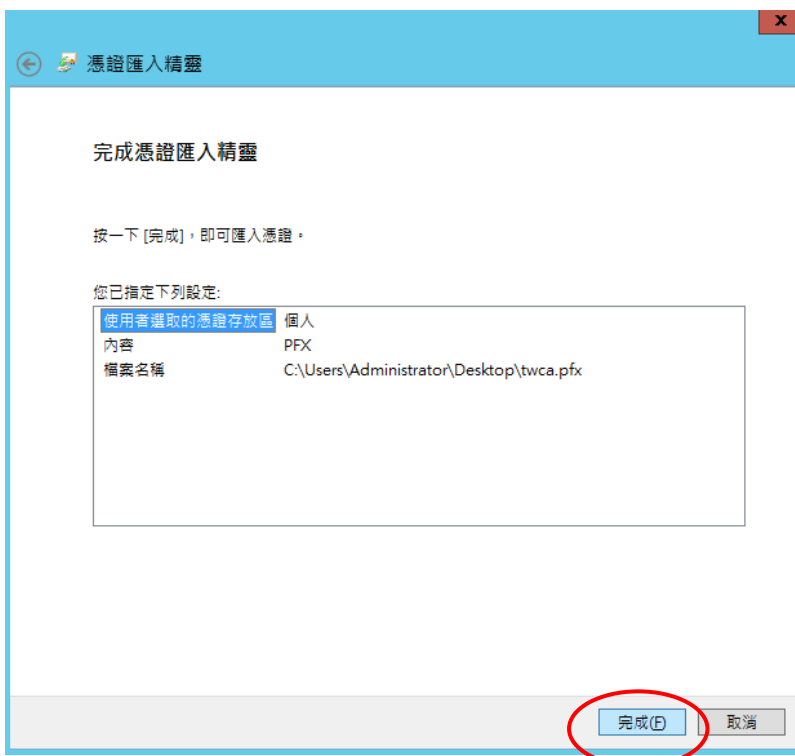 x
憑證匯入精靈
完成憑證匯入精靈
按一下 [完成]，即可匯入憑證。
您已指定下列設定:
使用者選取的憑證存放區 個人
內容 PFX
檔案名稱 C:\Users\Administrator\Desktop\twca.pfx
完成(F) 取消